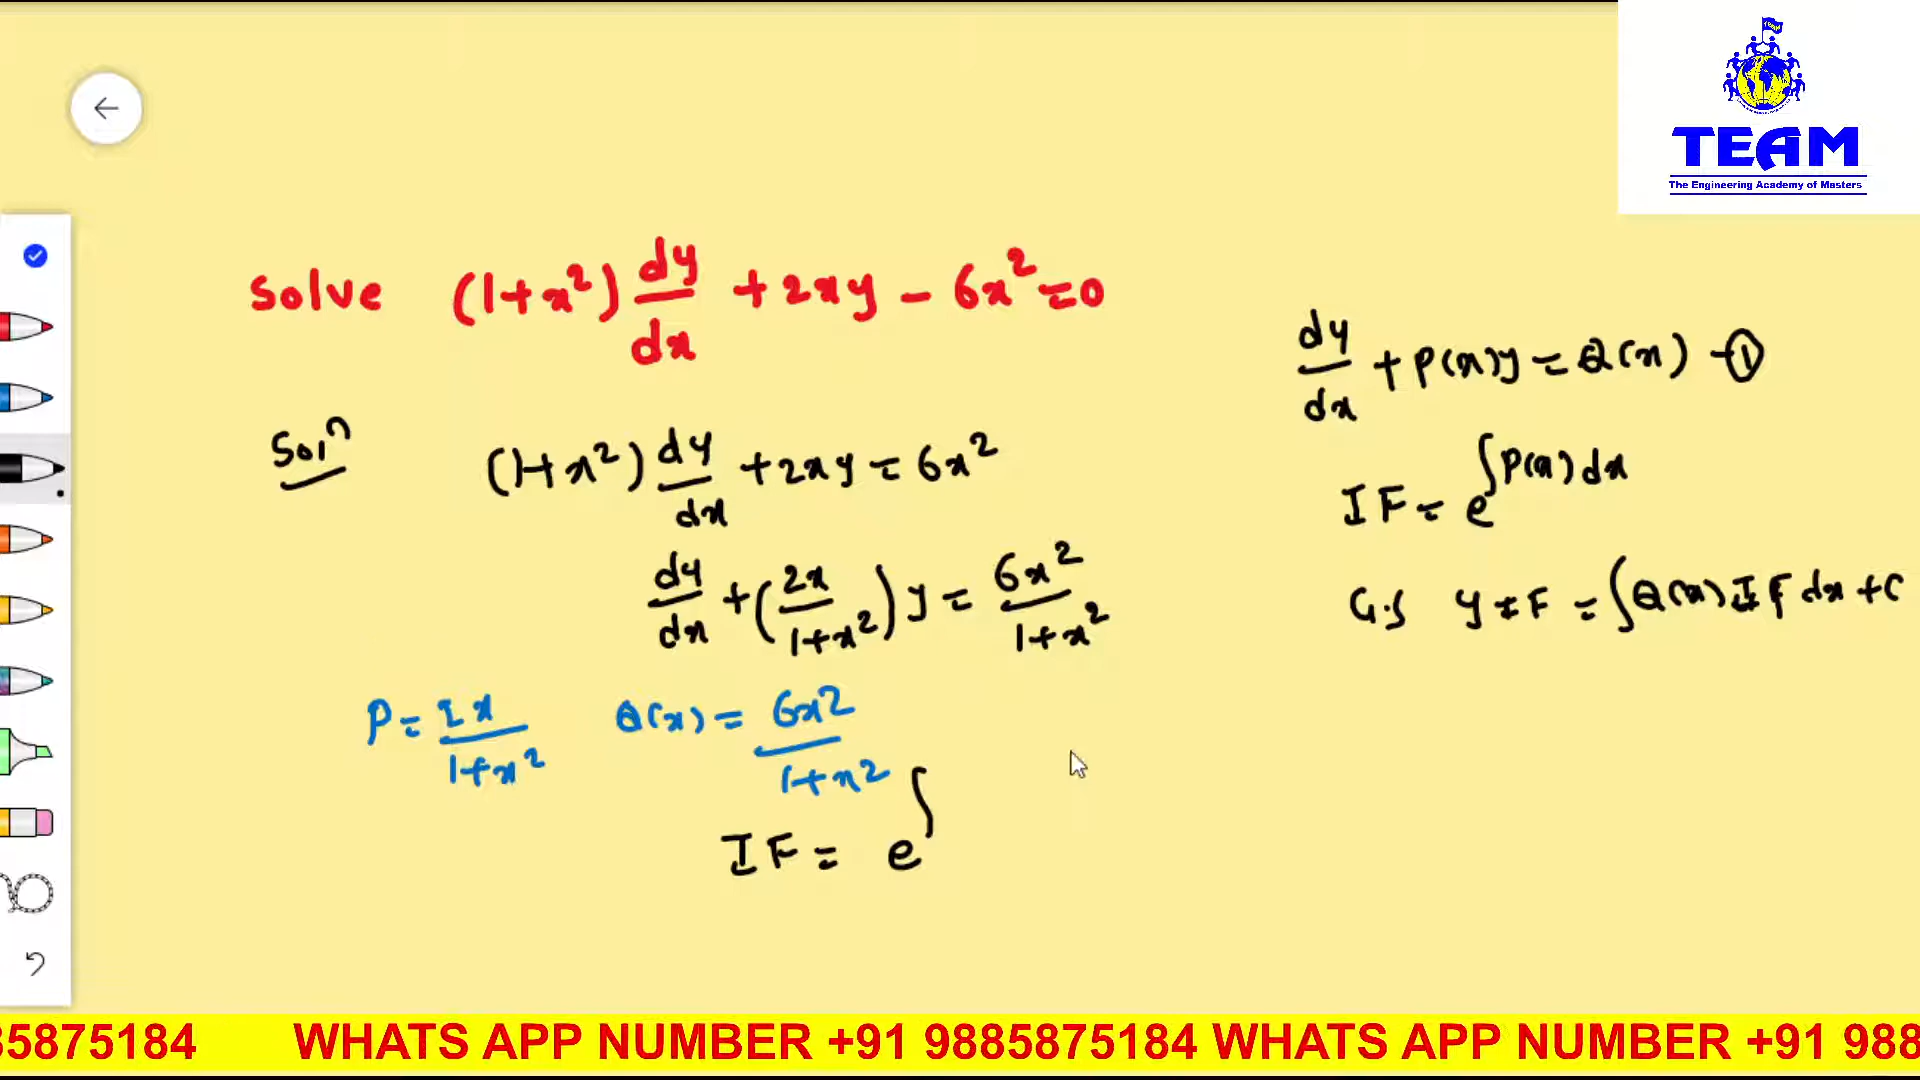 TEAM
The Engineering Academy of Masters
Solve (1+x²) dy/dx + 2xy - 6x² = 0
Solⁿ (1+x²) dy/dx + 2xy = 6x²
dy/dx + (2x/1+x²) y = 6x²/1+x²
P = 2x/1+x² Q(x) = 6x²/1+x²
IF = e^∫
dy/dx + P(x)y = Q(x) -①
IF = e^∫P(x)dx
G.S y IF = ∫Q(x) IF dx + C
85875184 WHATS APP NUMBER +91 9885875184 WHATS APP NUMBER +91 988